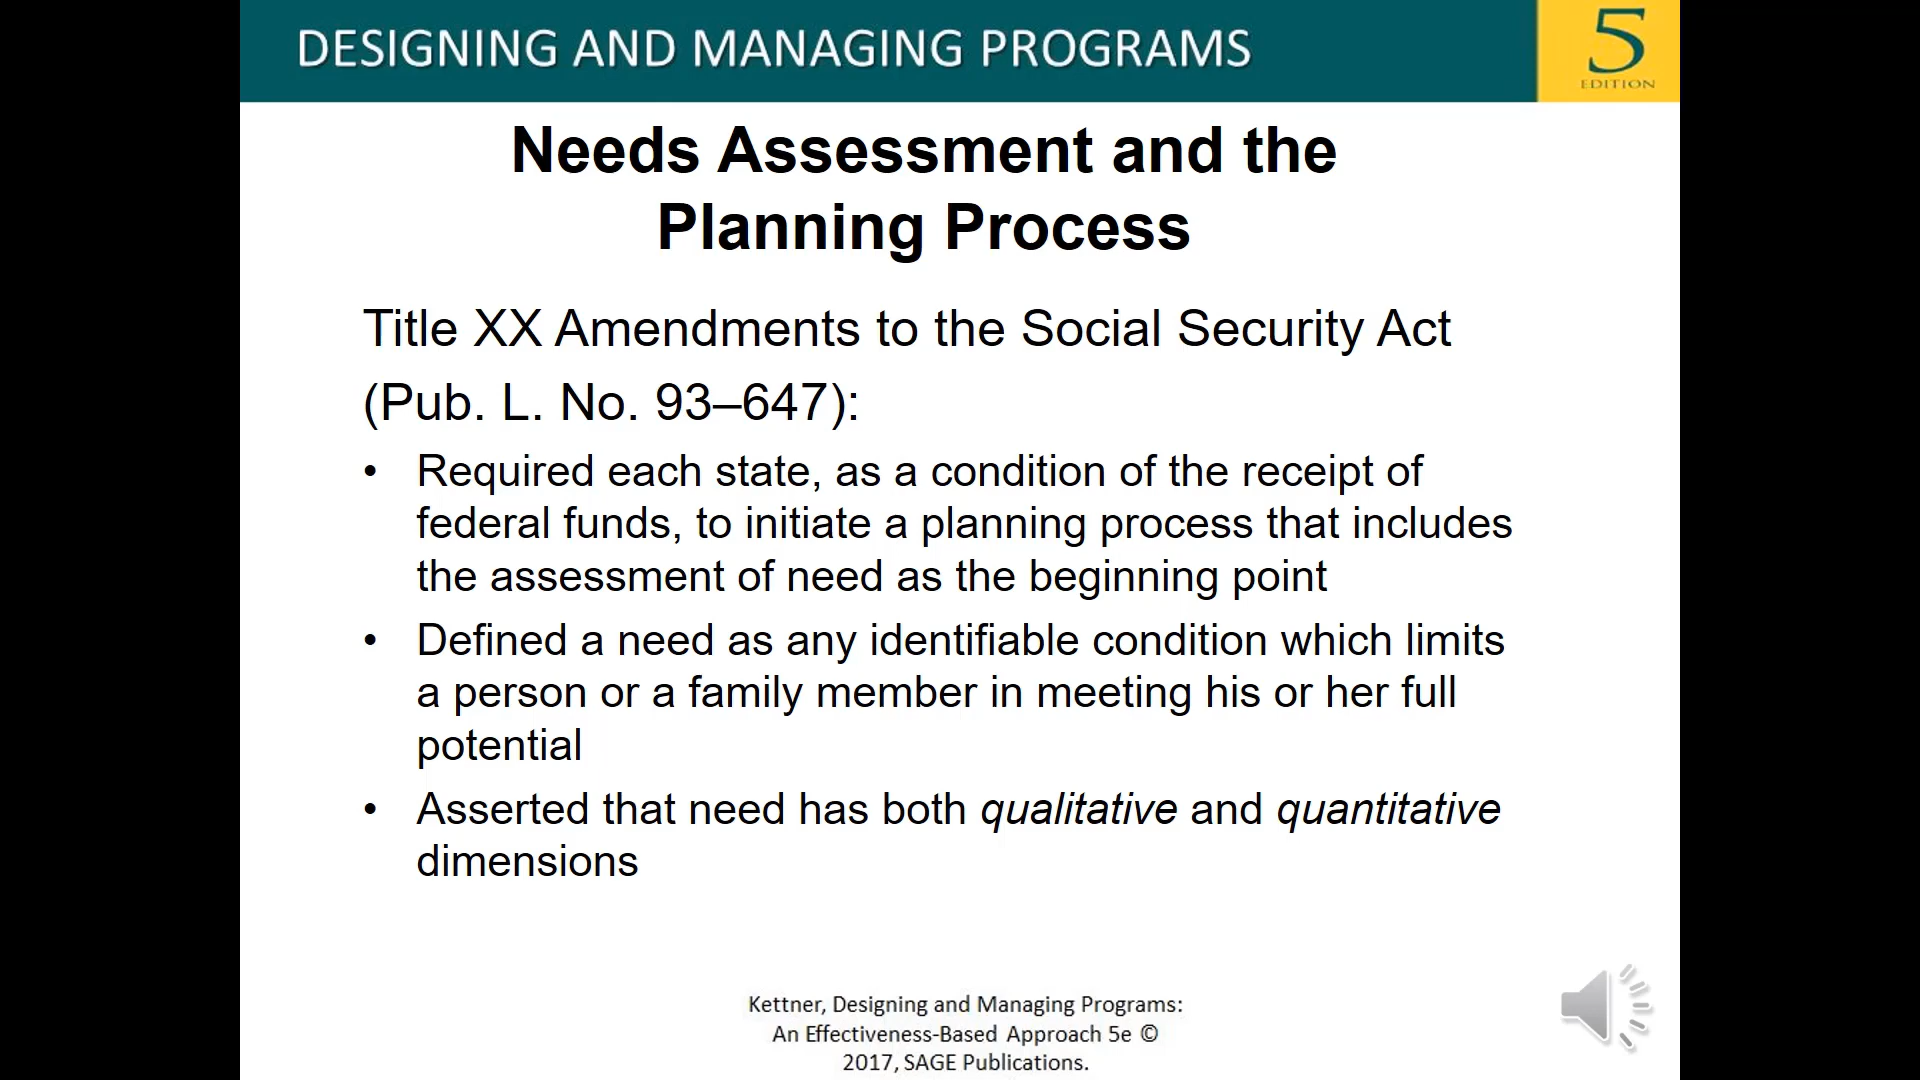 DESIGNING AND MANAGING PROGRAMS
5
EDITION
Needs Assessment and the
Planning Process
Title XX Amendments to the Social Security Act
(Pub. L. No. 93–647):
• Required each state, as a condition of the receipt of
federal funds, to initiate a planning process that includes
the assessment of need as the beginning point
• Defined a need as any identifiable condition which limits
a person or a family member in meeting his or her full
potential
• Asserted that need has both qualitative and quantitative
dimensions
Kettner, Designing and Managing Programs:
An Effectiveness-Based Approach 5e ©
2017, SAGE Publications.